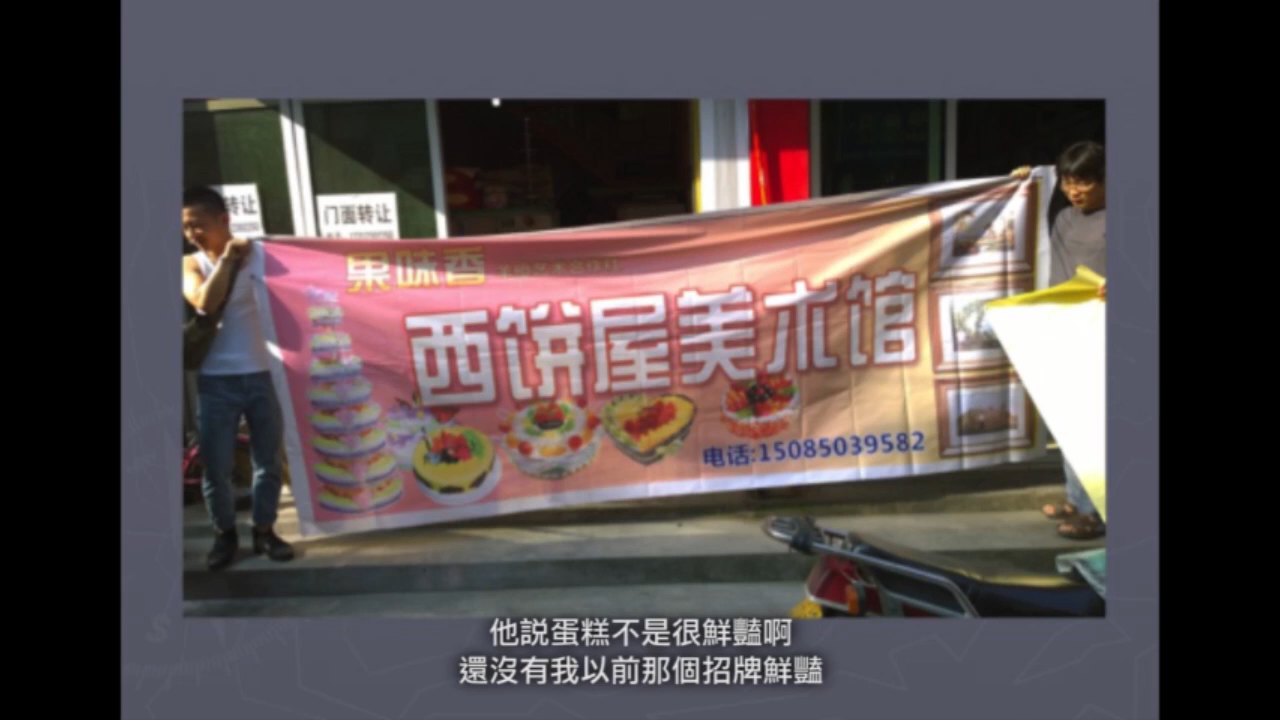 转让
门面转让
果味香
西饼屋美术馆
电话:15085039582
他説蛋糕不是很鮮豔啊
還沒有我以前那個招牌鮮豔